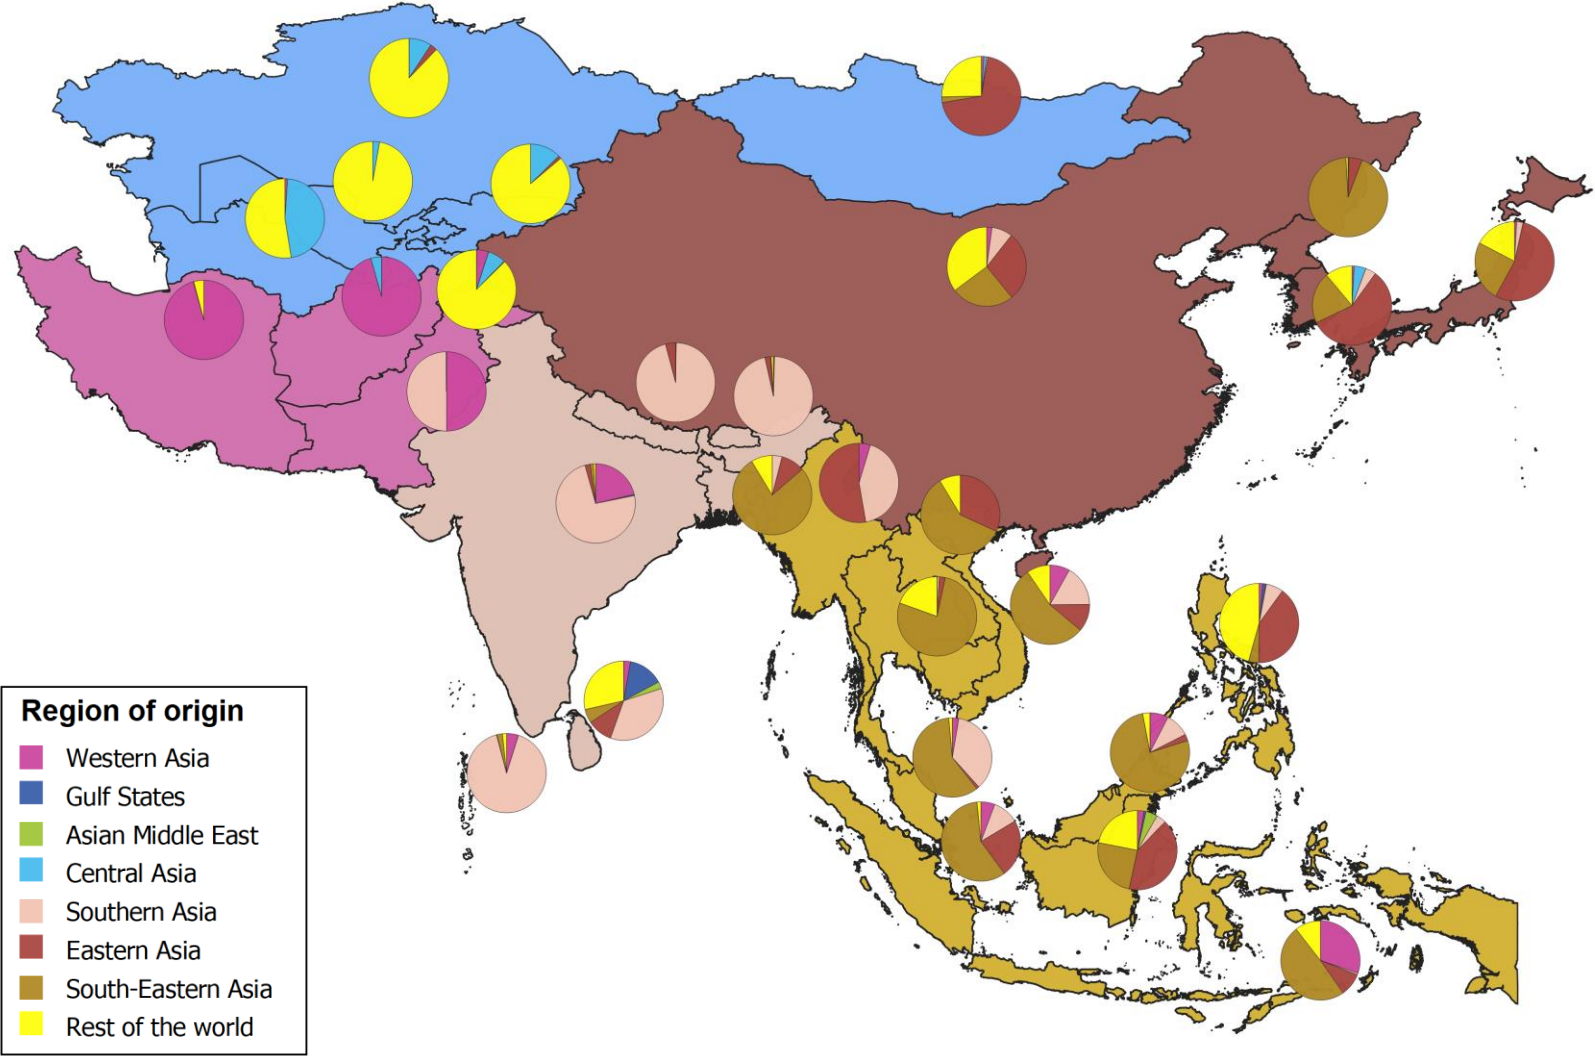 Region of origin
Western Asia
Gulf States
Asian Middle East
Central Asia
Southern Asia
Eastern Asia
South-Eastern Asia
Rest of the world